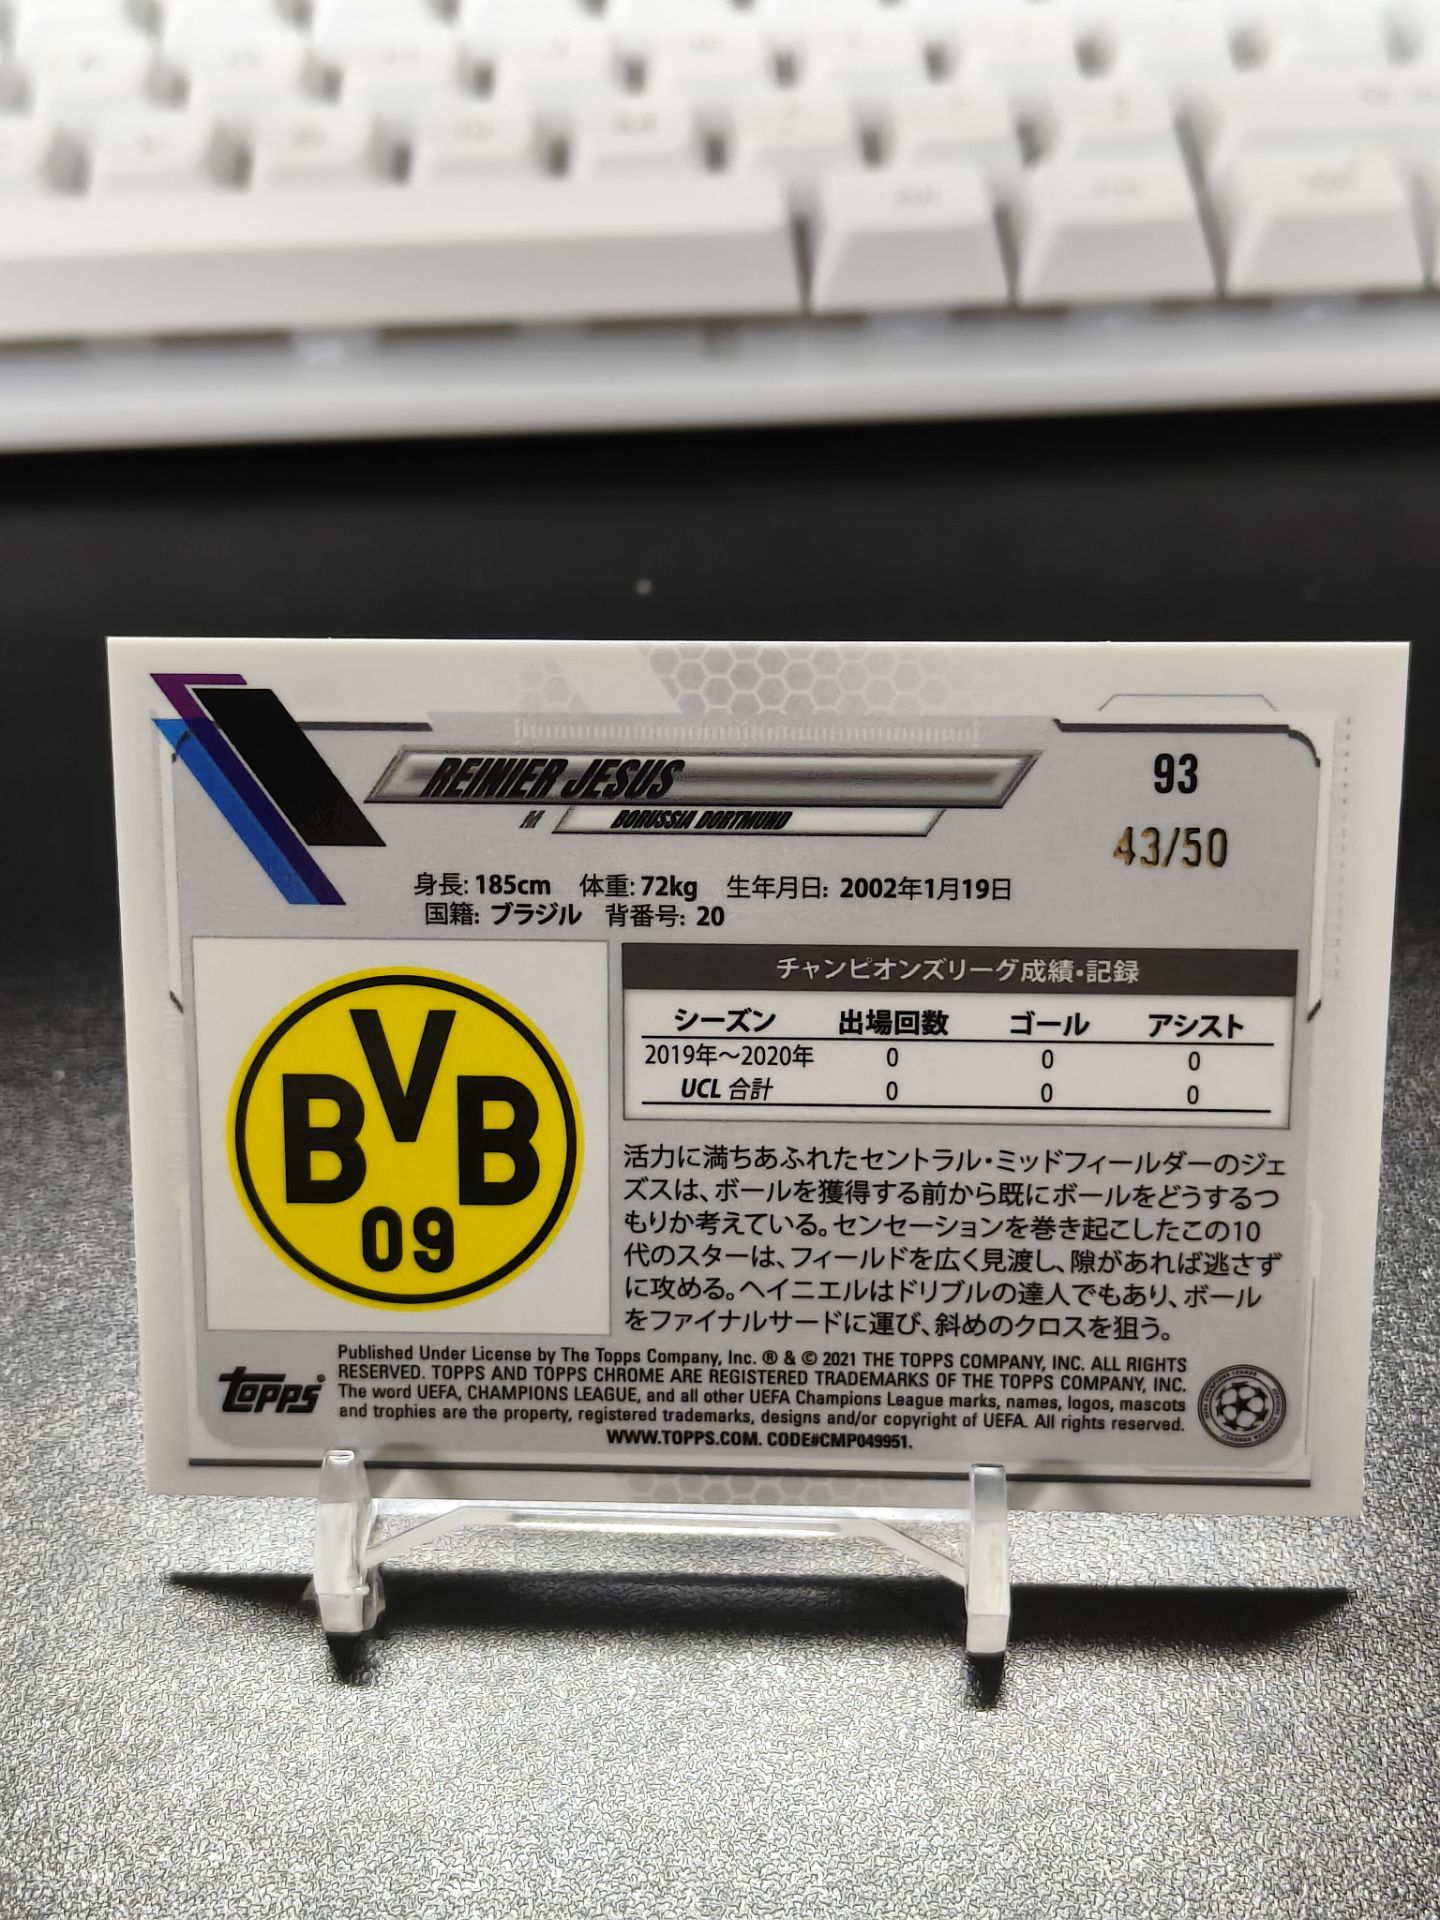 REINIER JESUS
93
M BORUSSIA DORTMUND
43/50
身長: 185cm 体重: 72kg 生年月日: 2002年1月19日
国籍: ブラジル 背番号: 20
BVB
09
チャンピオンズリーグ成績・記録
シーズン 出場回数 ゴール アシスト
2019年〜2020年 0 0 0
UCL 合計 0 0 0
活力に満ちあふれたセントラル・ミッドフィールダーのジェ
ズスは、ボールを獲得する前から既にボールをどうするつ
もりか考えている。センセーションを巻き起こしたこの10
代のスターは、フィールドを広く見渡し、隙があれば逃さず
に攻める。ヘイニエルはドリブルの達人でもあり、ボール
をファイナルサードに運び、斜めのクロスを狙う。
topps
Published Under License by The Topps Company, Inc. ® & © 2021 THE TOPPS COMPANY, INC. ALL RIGHTS
RESERVED. TOPPS AND TOPPS CHROME ARE REGISTERED TRADEMARKS OF THE TOPPS COMPANY, INC.
The word UEFA, CHAMPIONS LEAGUE, and all other UEFA Champions League marks, names, logos, mascots
and trophies are the property, registered trademarks, designs and/or copyright of UEFA. All rights reserved.
WWW.TOPPS.COM. CODE#CMP049951.